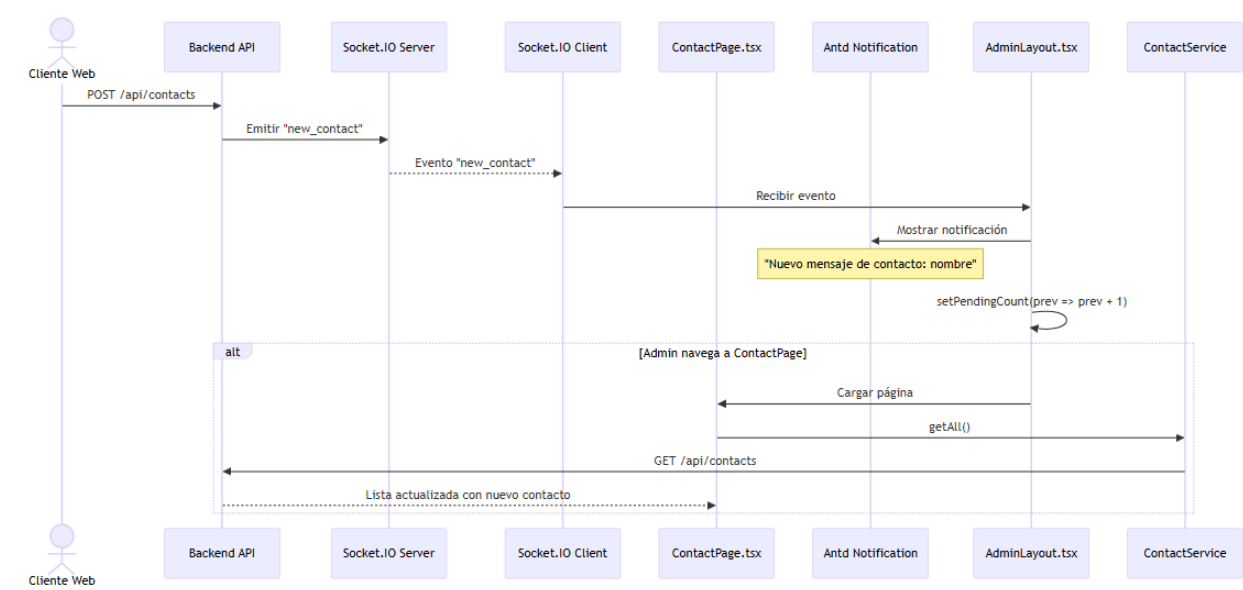 Cliente Web
Backend API
Socket.IO Server
Socket.IO Client
ContactPage.tsx
Antd Notification
AdminLayout.tsx
ContactService
POST /api/contacts
Emitir "new_contact"
Evento "new_contact"
Recibir evento
Mostrar notificación
"Nuevo mensaje de contacto: nombre"
setPendingCount(prev => prev + 1)
alt
[Admin navega a ContactPage]
Cargar página
getAll()
GET /api/contacts
Lista actualizada con nuevo contacto
Cliente Web
Backend API
Socket.IO Server
Socket.IO Client
ContactPage.tsx
Antd Notification
AdminLayout.tsx
ContactService